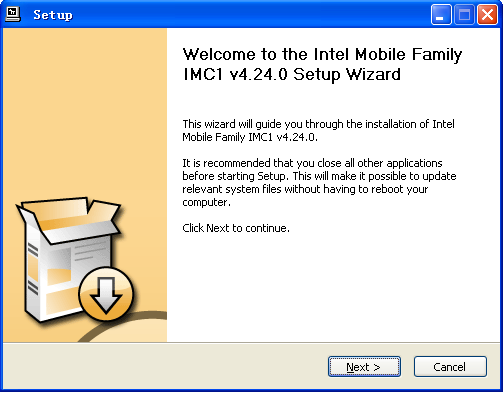 Setup
Welcome to the Intel Mobile Family
IMC1 v4.24.0 Setup Wizard
This wizard will guide you through the installation of Intel
Mobile Family IMC1 v4.24.0.
It is recommended that you close all other applications
before starting Setup. This will make it possible to update
relevant system files without having to reboot your
computer.
Click Next to continue.
Next >
Cancel